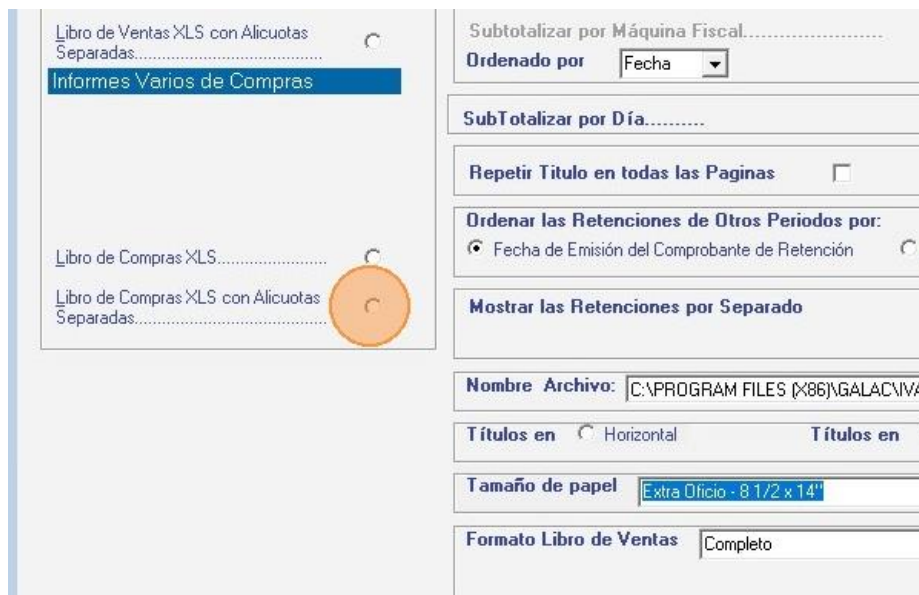 Libro de Ventas XLS con Alicuotas
Separadas......................................
Informes Varios de Compras
Libro de Compras XLS......................
Libro de Compras XLS con Alicuotas
Separadas.......................................
Subtotalizar por Máquina Fiscal.......................
Ordenado por Fecha
SubTotalizar por Día..........
Repetir Titulo en todas las Paginas
Ordenar las Retenciones de Otros Periodos por:
Fecha de Emisión del Comprobante de Retención
Mostrar las Retenciones por Separado
Nombre Archivo: C:\PROGRAM FILES (X86)\GALAC\IVA
Títulos en Horizontal Títulos en
Tamaño de papel Extra Oficio - 8 1/2 x 14"
Formato Libro de Ventas Completo